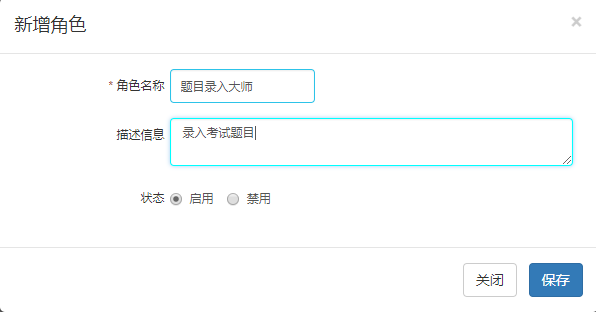 新增角色 ×
* 角色名称 题目录入大师
描述信息 录入考试题目
状态 启用 禁用
关闭 保存